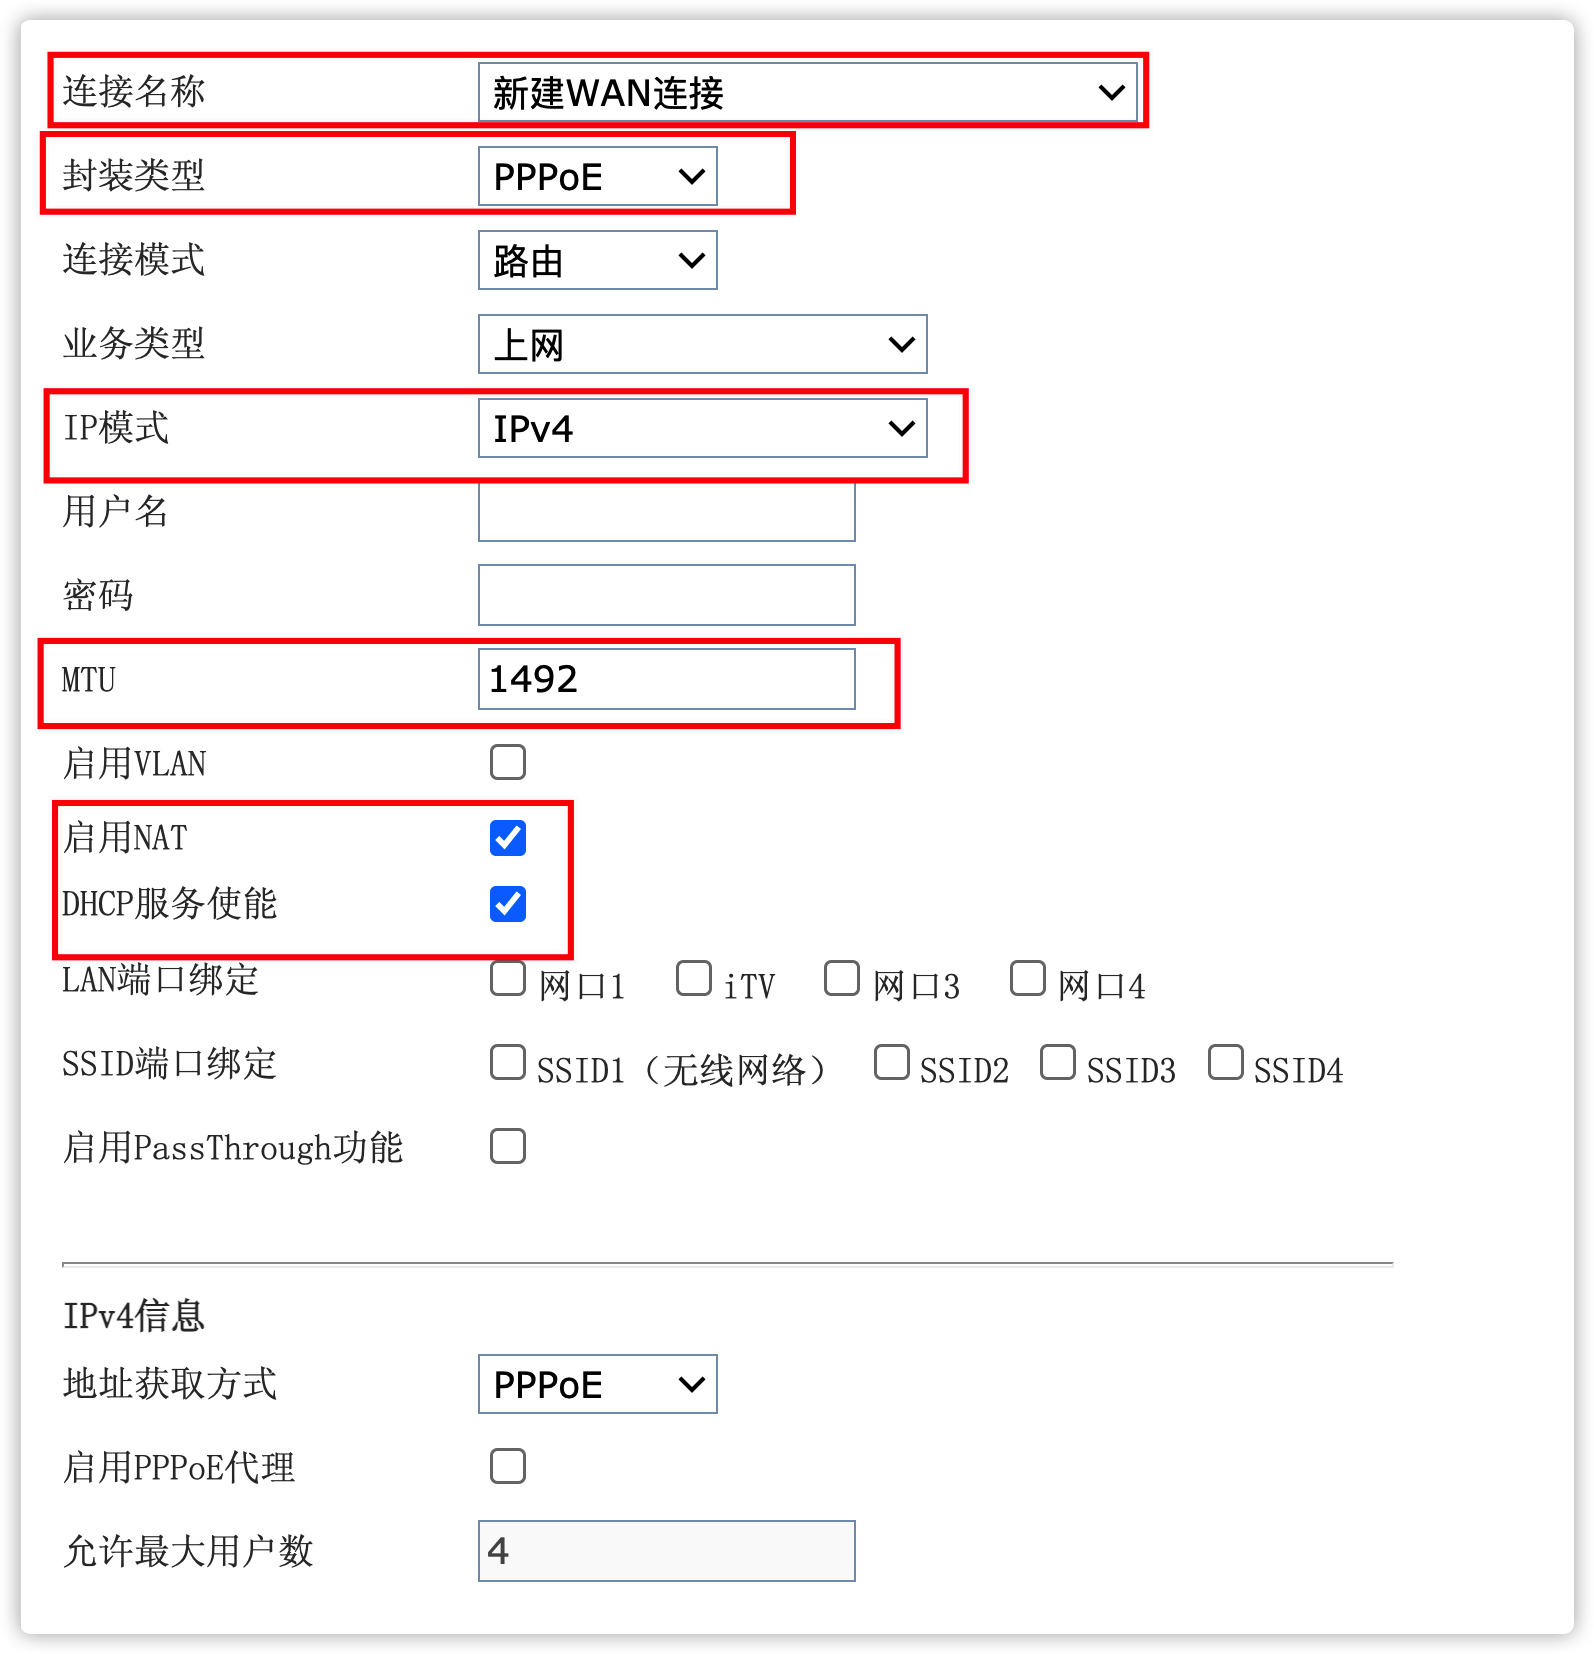 连接名称 新建WAN连接
封装类型 PPPoE
连接模式 路由
业务类型 上网
IP模式 IPv4
用户名
密码
MTU 1492
启用VLAN
启用NAT
DHCP服务使能
LAN端口绑定 网口1 iTV 网口3 网口4
SSID端口绑定 SSID1（无线网络） SSID2 SSID3 SSID4
启用PassThrough功能
IPv4信息
地址获取方式 PPPoE
启用PPPoE代理
允许最大用户数 4